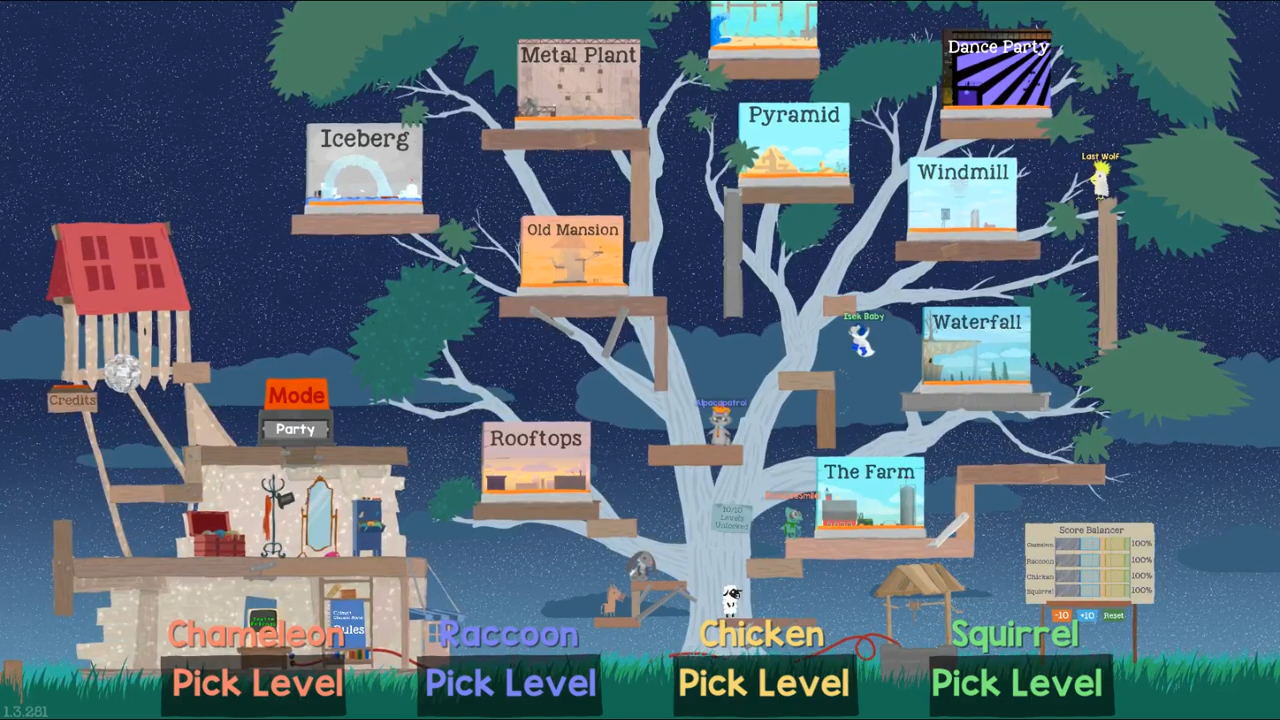 Metal Plant
Dance Party
Pyramid
Iceberg
Last Wolf
Windmill
Old Mansion
Isek Baby
Waterfall
Mode
Credits
Party
Alpacapatrol
Rooftops
The Farm
10/10
Levels
Unlocked
Score Balancer
Chameleon 100%
Raccoon 100%
Chicken 100%
Squirrel 100%
-10 +10 Reset
Rules
Chameleon Raccoon Chicken Squirrel
Pick Level Pick Level Pick Level Pick Level
1.3.281